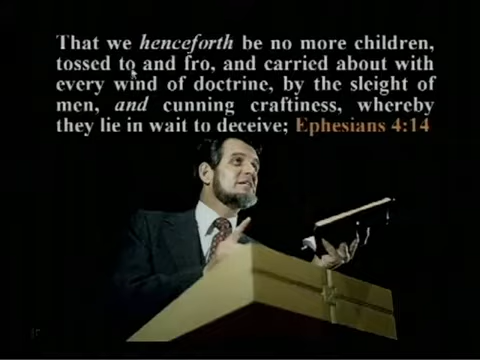 That we henceforth be no more children,
tossed to and fro, and carried about with
every wind of doctrine, by the sleight of
men, and cunning craftiness, whereby
they lie in wait to deceive; Ephesians 4:14